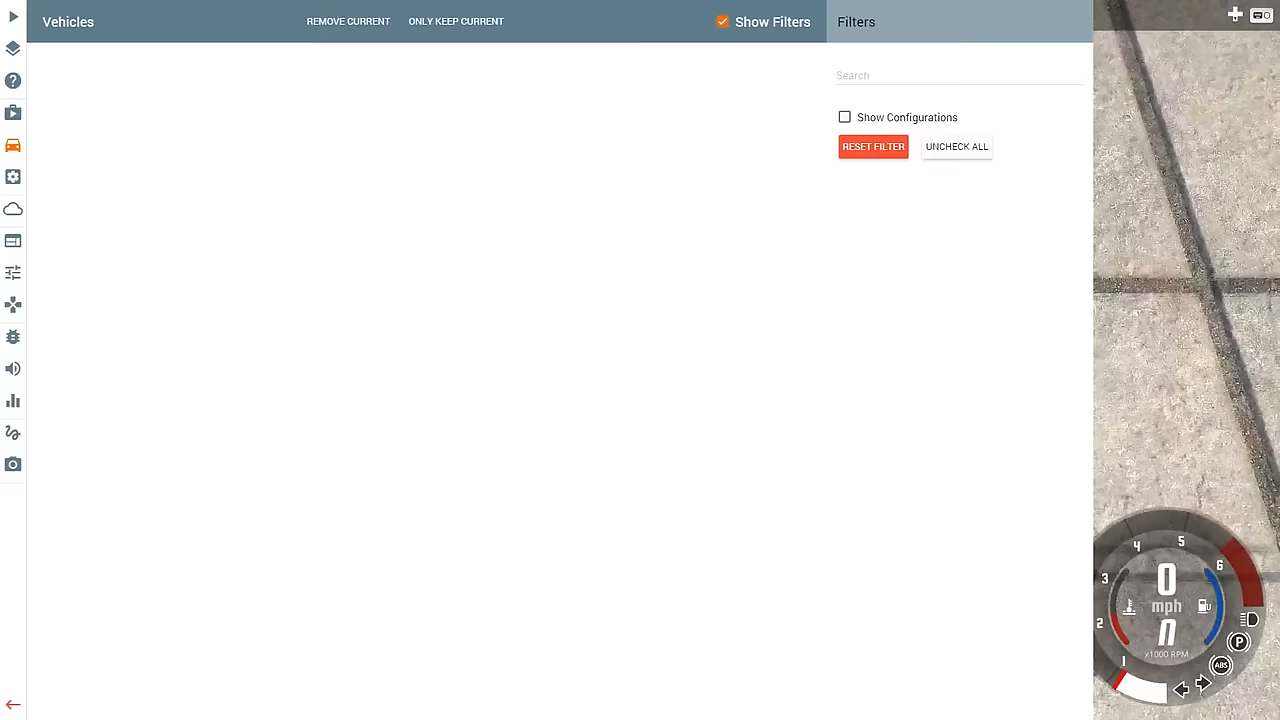 Vehicles REMOVE CURRENT ONLY KEEP CURRENT Show Filters Filters
Search
Show Configurations
RESET FILTER UNCHECK ALL
1 2 3 4 5 6
0
mph
n
x1000 RPM
P
ABS